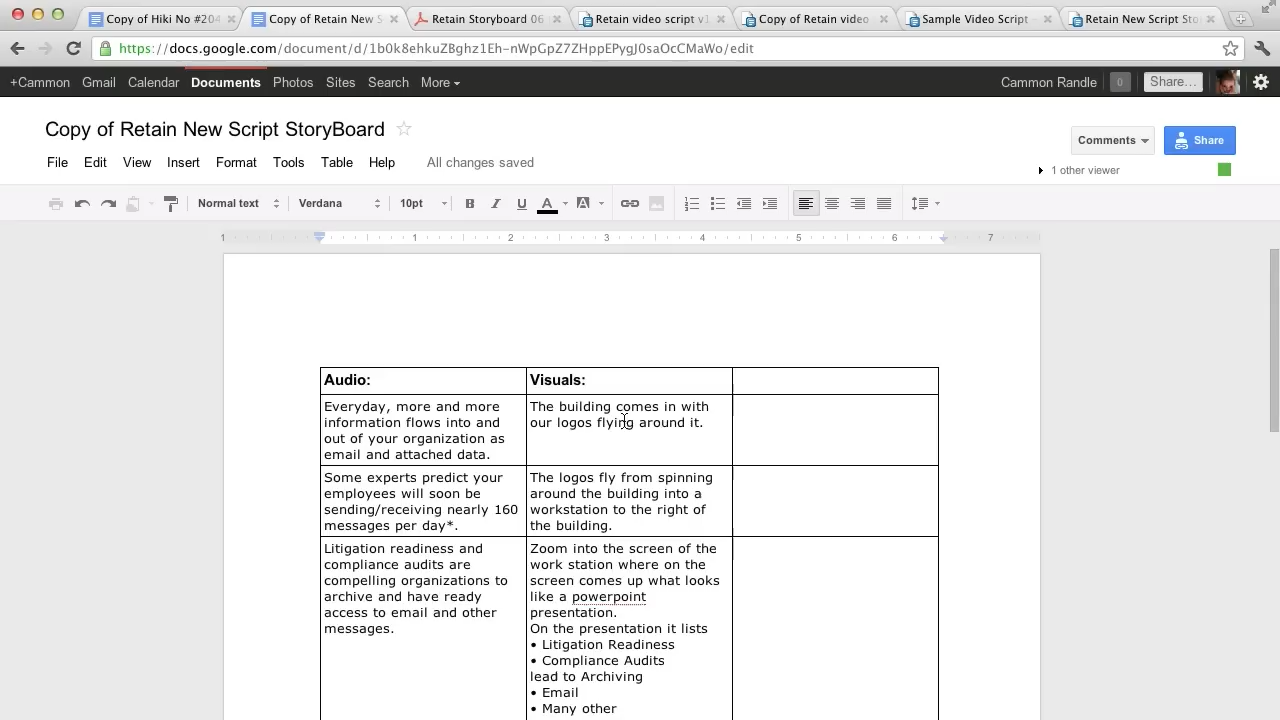 Copy of Hiki No #204
Copy of Retain New S
Retain Storyboard 06
Retain video script v1
Copy of Retain video
Sample Video Script
Retain New Script Sto
https://docs.google.com/document/d/1b0k8ehkuZBghz1Eh-nWpGpZ7ZHppEPygJ0saOcCMaWo/edit
+Cammon Gmail Calendar Documents Photos Sites Search More
Cammon Randle 0 Share...
Copy of Retain New Script StoryBoard
Comments Share
File Edit View Insert Format Tools Table Help All changes saved
1 other viewer
Normal text Verdana 10pt B I U A A
1 1 2 3 4 5 6 7
Audio: Visuals:
Everyday, more and more
information flows into and
out of your organization as
email and attached data.
The building comes in with
our logos flying around it.
Some experts predict your
employees will soon be
sending/receiving nearly 160
messages per day*.
The logos fly from spinning
around the building into a
workstation to the right of
the building.
Litigation readiness and
compliance audits are
compelling organizations to
archive and have ready
access to email and other
messages.
Zoom into the screen of the
work station where on the
screen comes up what looks
like a powerpoint
presentation.
On the presentation it lists
• Litigation Readiness
• Compliance Audits
lead to Archiving
• Email
• Many other